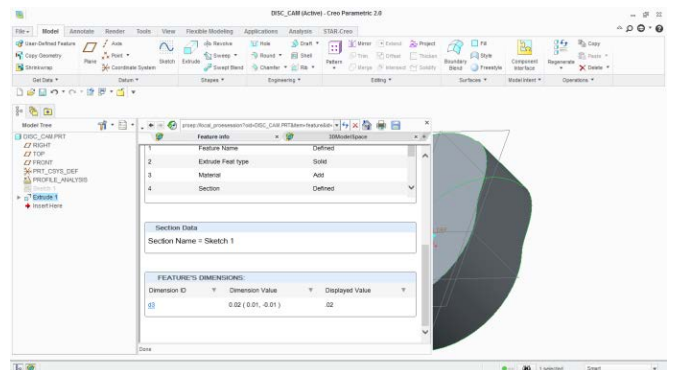 DISC_CAM (Active) - Creo Parametric 2.0
File Model Annotate Render Tools View Flexible Modeling Applications Analysis STAR-Creo
User-Defined Feature
Copy Geometry
Shrinkwrap
Get Data
Plane
Axis
Point
Coordinate System
Datum
Sketch
Extrude
Revolve
Sweep
Swept Blend
Shapes
Hole
Round
Chamfer
Draft
Shell
Rib
Engineering
Pattern
Mirror
Trim
Merge
Extend
Offset
Intersect
Project
Thicken
Solidify
Editing
Boundary Blend
Fill
Style
Freestyle
Surfaces
Component Interface
Model Intent
Regenerate
Copy
Paste
Delete
Operations
Model Tree
DISC_CAM.PRT
RIGHT
TOP
FRONT
PRT_CSYS_DEF
PROFILE_ANALYSIS
Sketch 1
Extrude 1
Insert Here
Feature info
3DModelSpace
1 Feature Name Defined
2 Extrude Feat type Solid
3 Material Add
4 Section Defined
Section Data
Section Name = Sketch 1
FEATURE'S DIMENSIONS:
Dimension ID Dimension Value Displayed Value
d3 0.02 ( 0.01, -0.01 ) .02
Done
1 selected
Smart